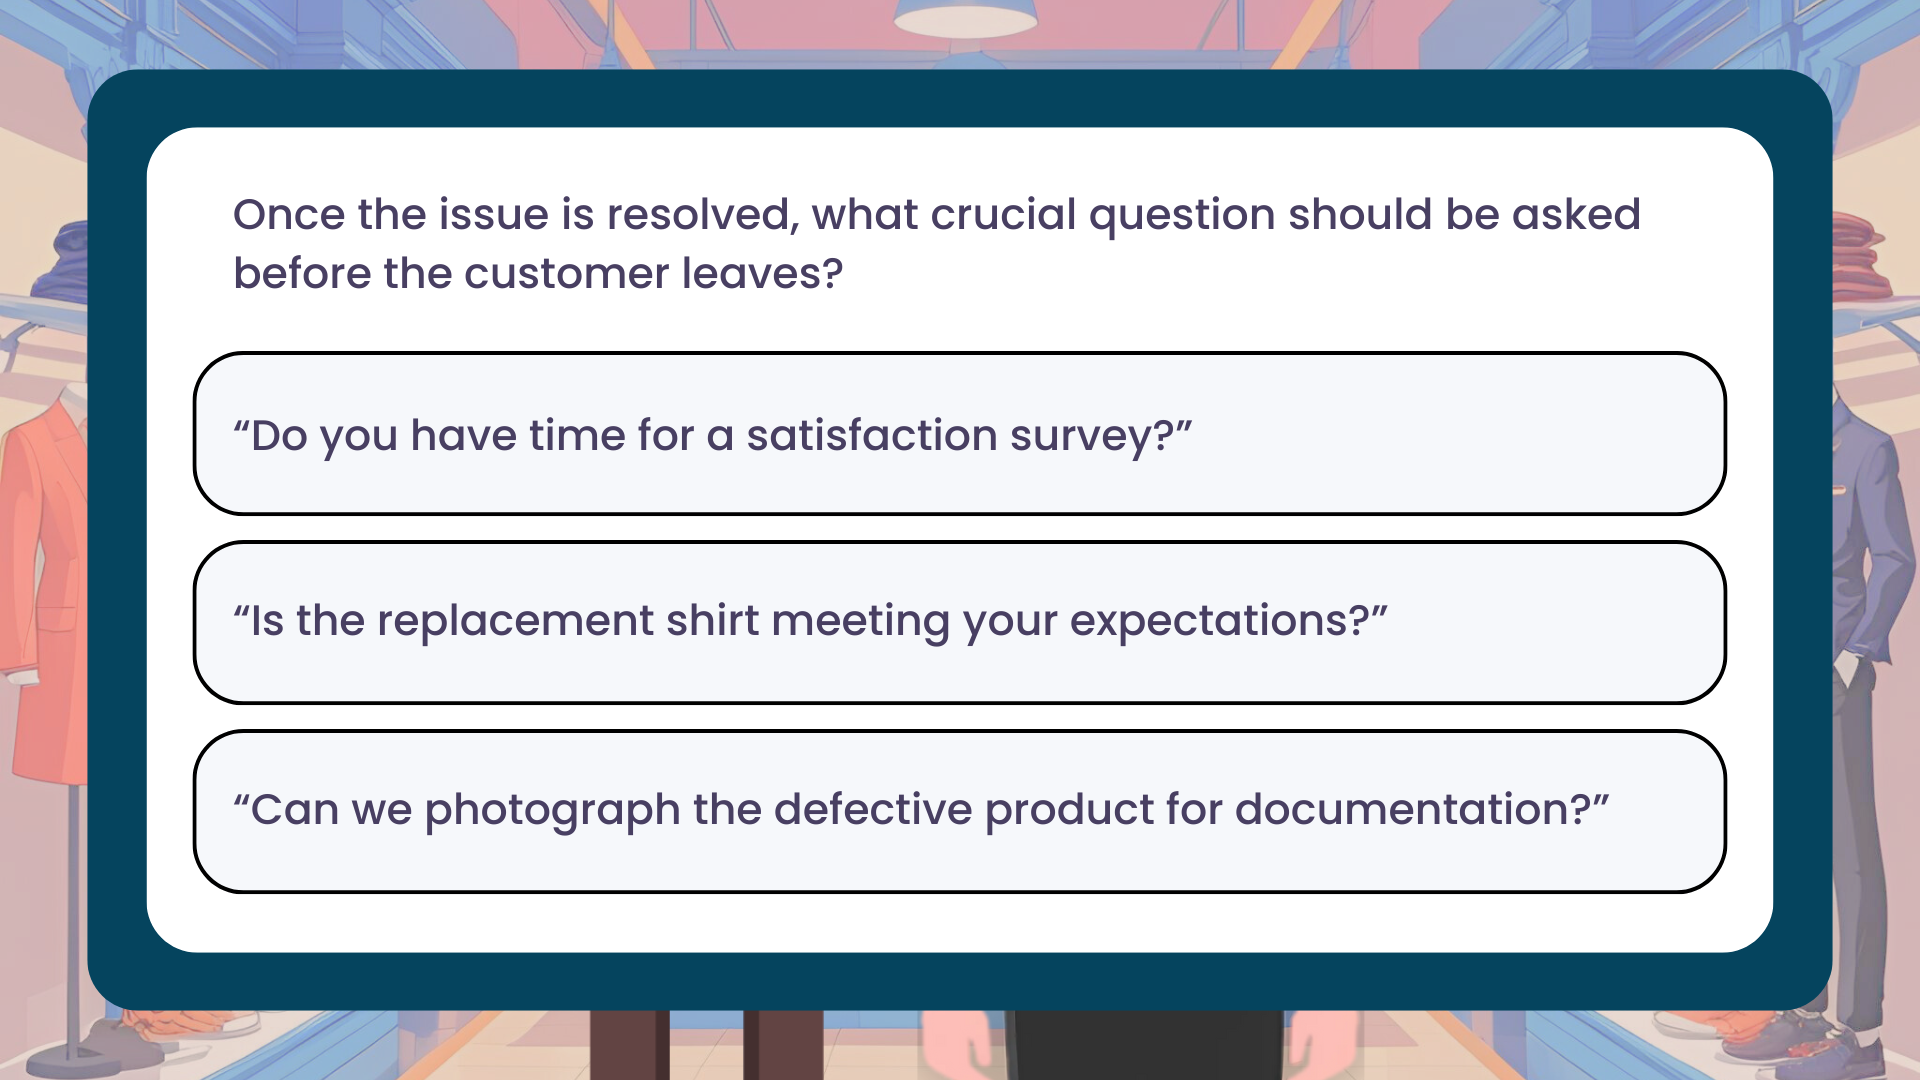 Once the issue is resolved, what crucial question should be asked
before the customer leaves?
“Do you have time for a satisfaction survey?”
“Is the replacement shirt meeting your expectations?”
“Can we photograph the defective product for documentation?”